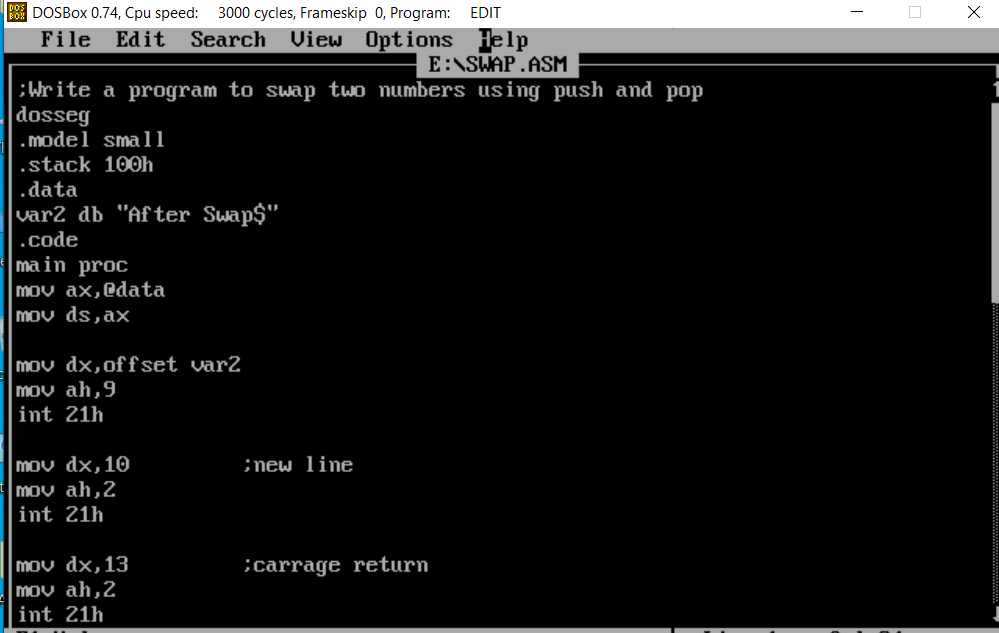 DOSBox 0.74, Cpu speed: 3000 cycles, Frameskip 0, Program: EDIT
File Edit Search View Options Help
E:\SWAP.ASM
;Write a program to swap two numbers using push and pop
dosseg
.model small
.stack 100h
.data
var2 db "After Swap$"
.code
main proc
mov ax,@data
mov ds,ax
mov dx,offset var2
mov ah,9
int 21h
mov dx,10 ;new line
mov ah,2
int 21h
mov dx,13 ;carrage return
mov ah,2
int 21h